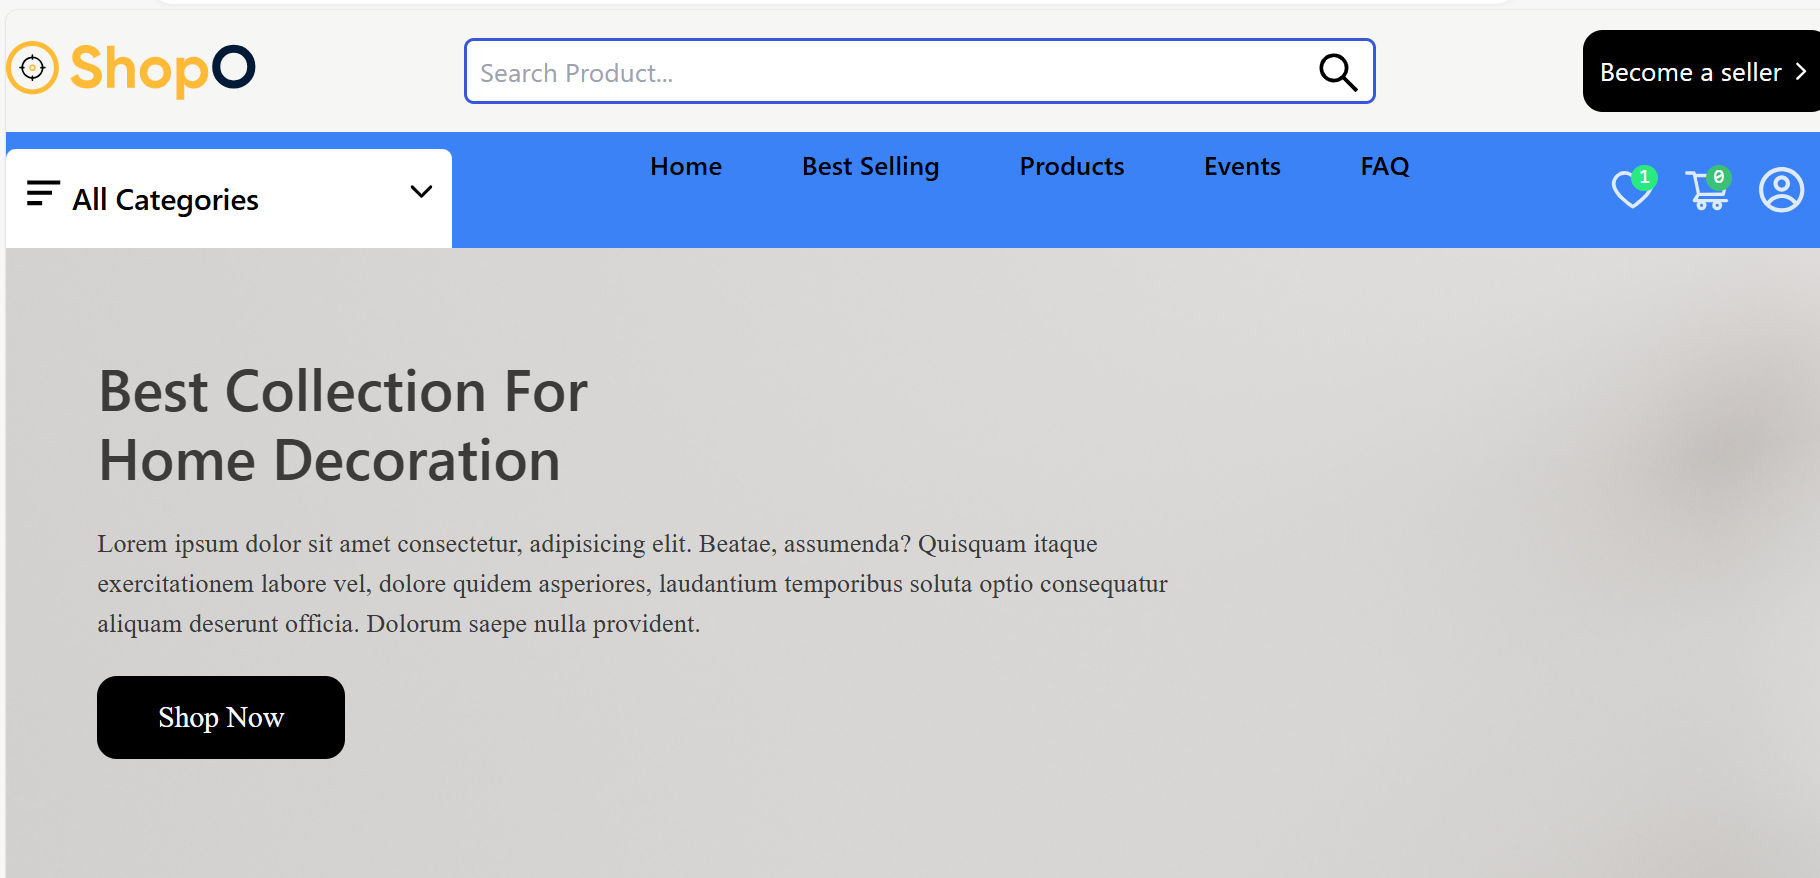 ShopO
Search Product...
Become a seller
All Categories
Home
Best Selling
Products
Events
FAQ
1
0
Best Collection For
Home Decoration
Lorem ipsum dolor sit amet consectetur, adipisicing elit. Beatae, assumenda? Quisquam itaque
exercitationem labore vel, dolore quidem asperiores, laudantium temporibus soluta optio consequatur
aliquam deserunt officia. Dolorum saepe nulla provident.
Shop Now